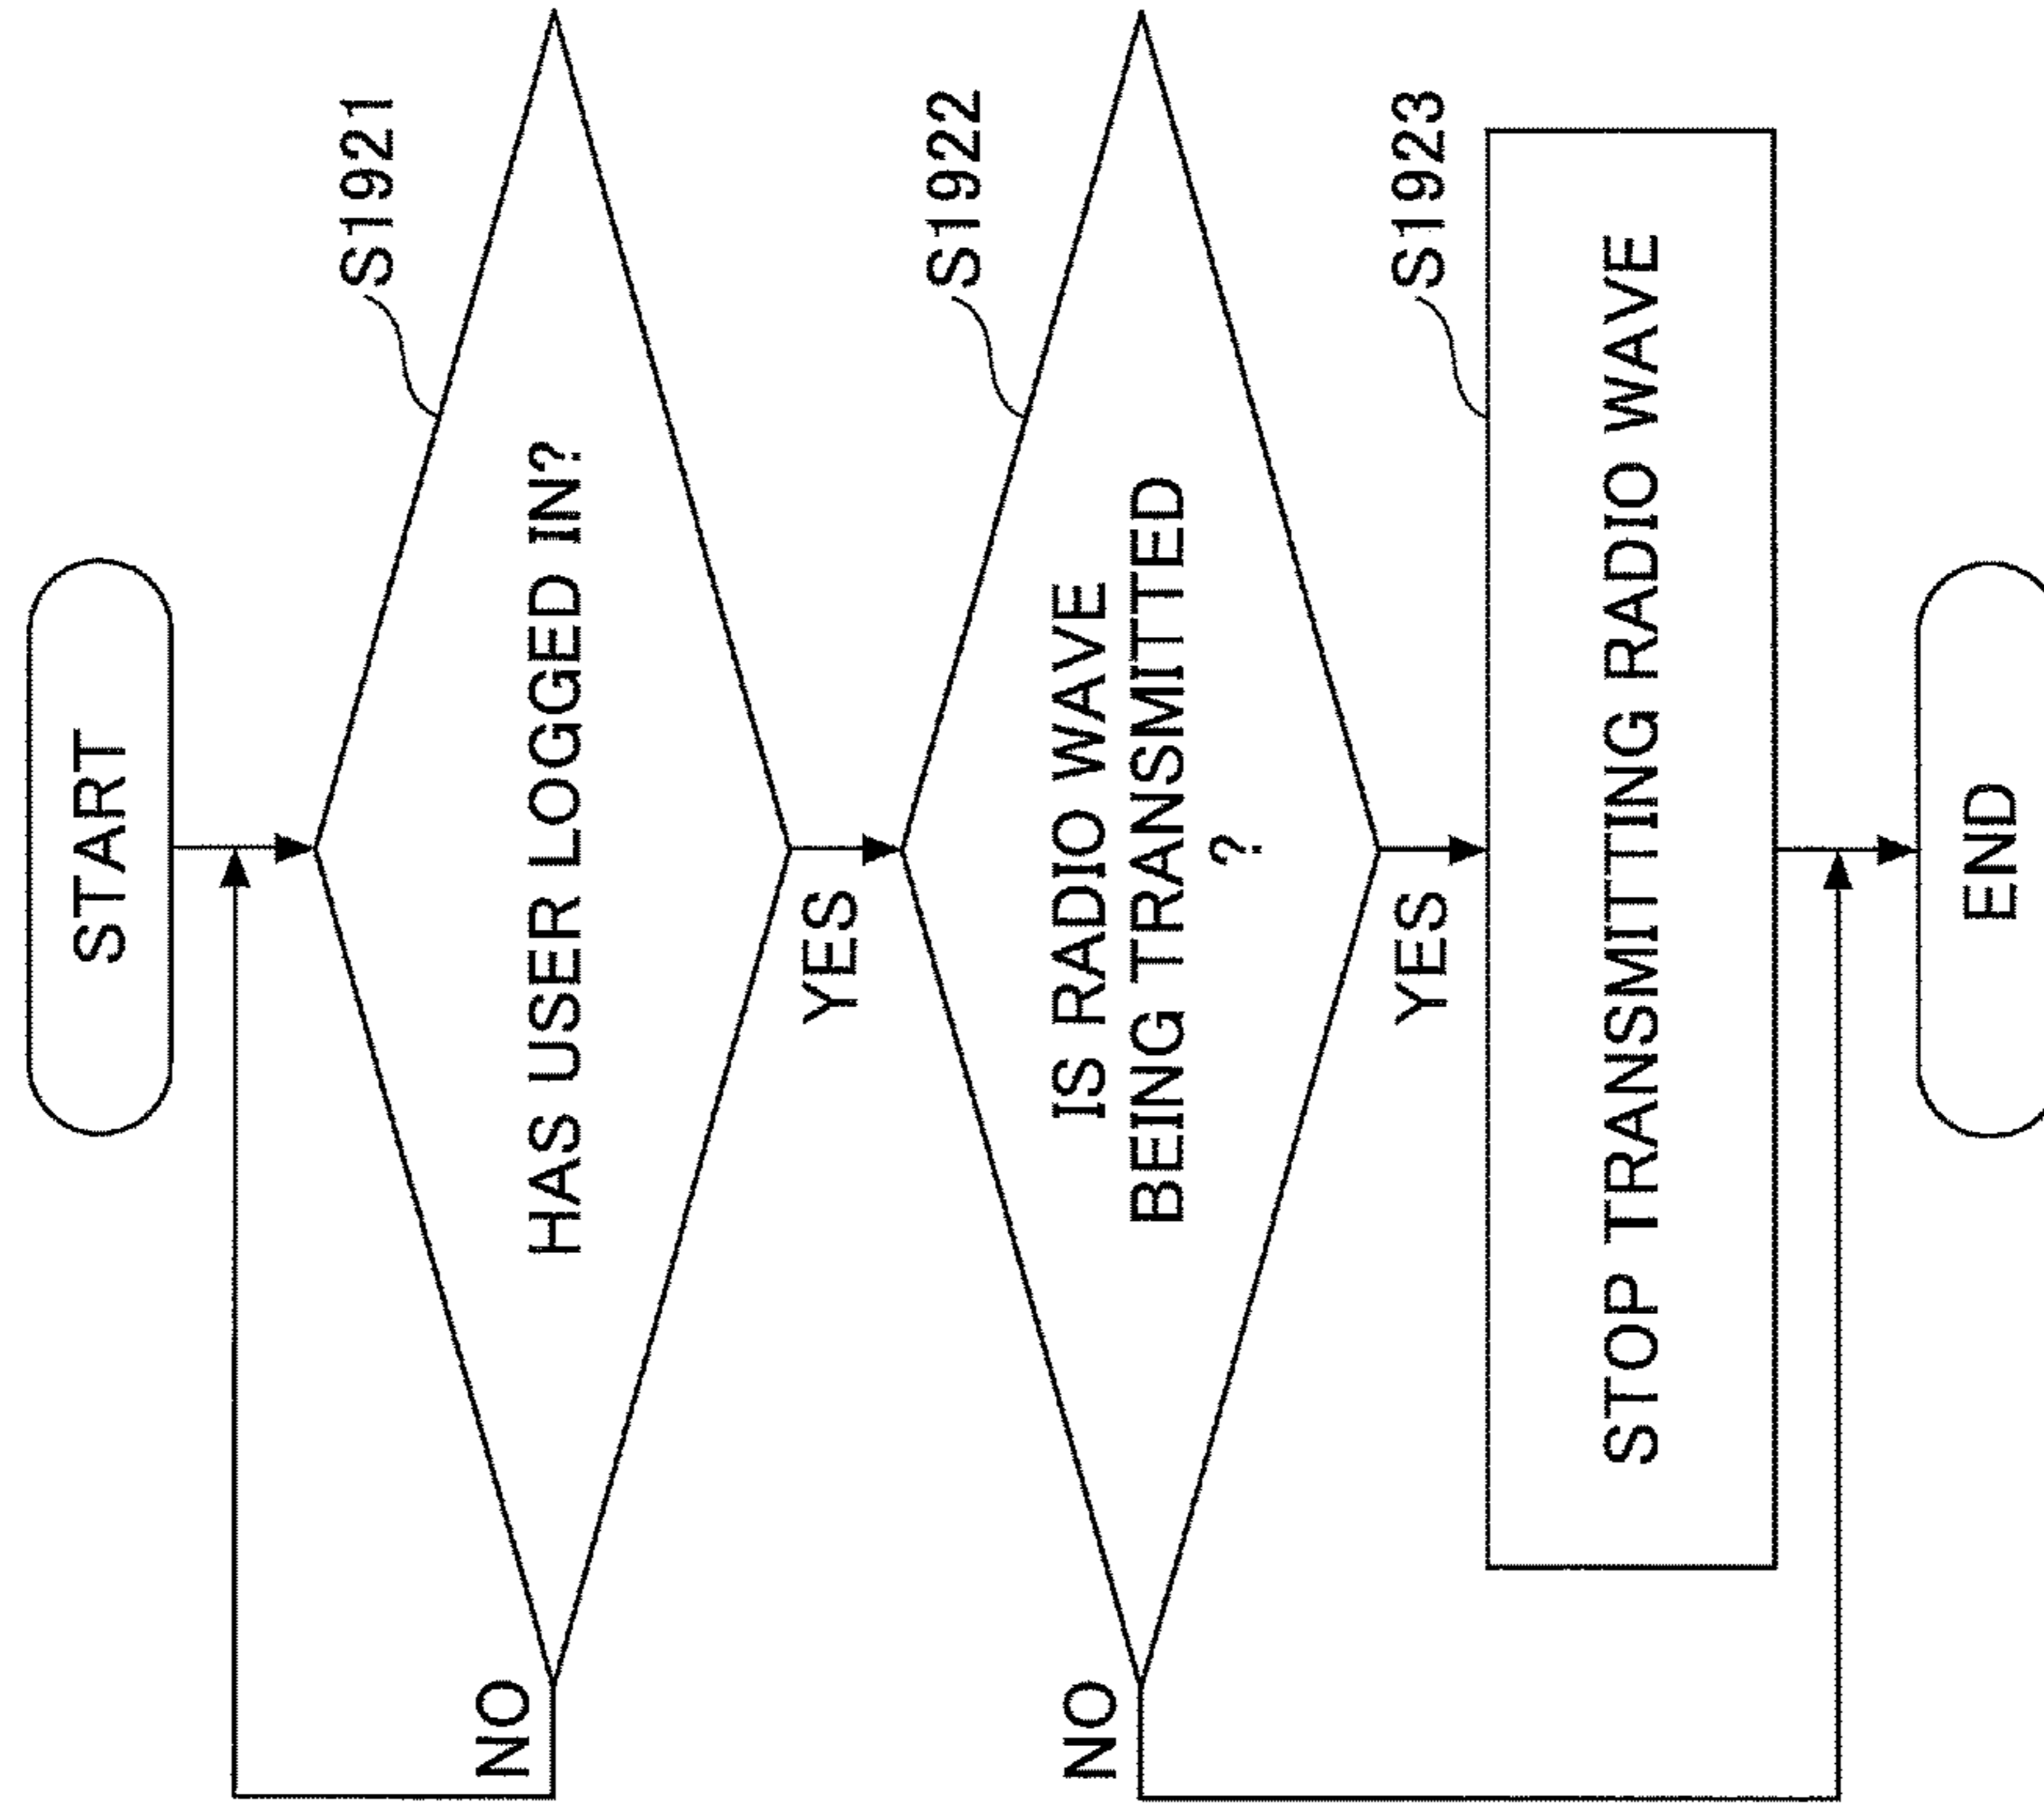 START
S1921
HAS USER LOGGED IN?
NO
YES
S1922
IS RADIO WAVE
BEING TRANSMITTED
?
NO
YES
S1923
STOP TRANSMITTING RADIO WAVE
END